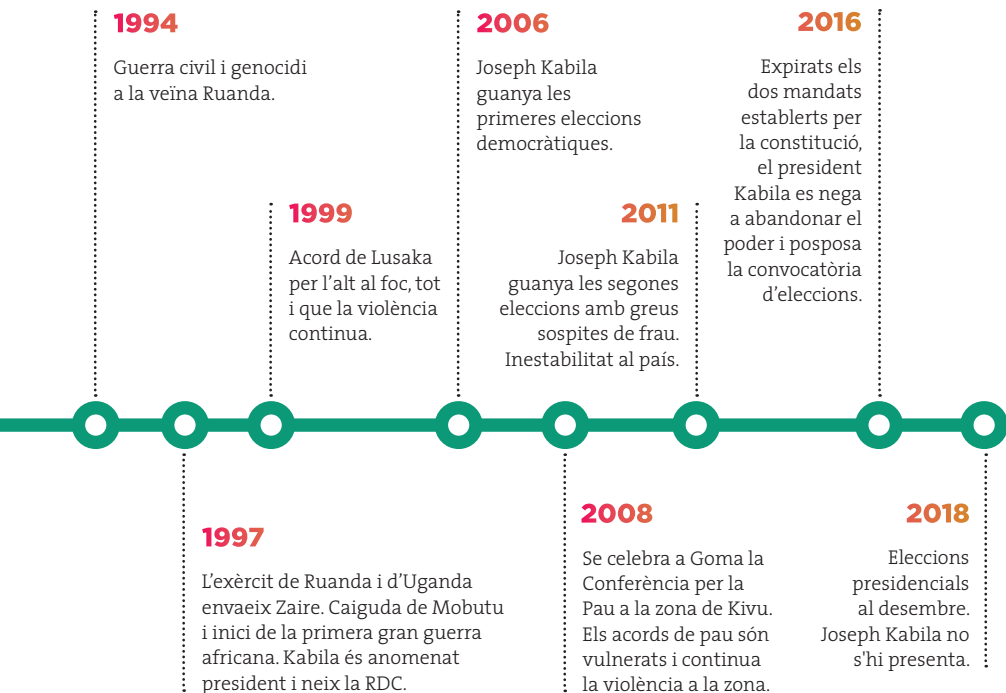 1994
Guerra civil i genocidi
a la veïna Ruanda.
1997
L’exèrcit de Ruanda i d’Uganda
envaeix Zaire. Caiguda de Mobutu
i inici de la primera gran guerra
africana. Kabila és anomenat
president i neix la RDC.
1999
Acord de Lusaka
per l’alt al foc, tot
i que la violència
continua.
2006
Joseph Kabila
guanya les
primeres eleccions
democràtiques.
2008
Se celebra a Goma la
Conferència per la
Pau a la zona de Kivu.
Els acords de pau són
vulnerats i continua
la violència a la zona.
2011
Joseph Kabila
guanya les segones
eleccions amb greus
sospites de frau.
Inestabilitat al país.
2016
Expirats els
dos mandats
establerts per
la constitució,
el president
Kabila es nega
a abandonar el
poder i posposa
la convocatòria
d’eleccions.
2018
Eleccions
presidencials
al desembre.
Joseph Kabila no
s'hi presenta.